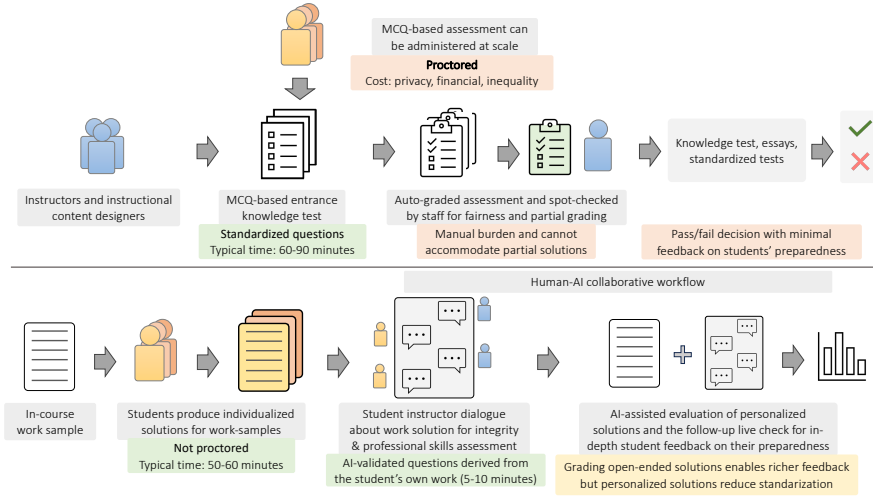 MCQ-based assessment can
be administered at scale
Proctored
Cost: privacy, financial, inequality
Knowledge test, essays,
standardized tests
Instructors and instructional
content designers
MCQ-based entrance
knowledge test
Standardized questions
Typical time: 60-90 minutes
Auto-graded assessment and spot-checked
by staff for fairness and partial grading
Manual burden and cannot
accommodate partial solutions
Pass/fail decision with minimal
feedback on students' preparedness
Human-AI collaborative workflow
In-course
work sample
Students produce individualized
solutions for work-samples
Not proctored
Typical time: 50-60 minutes
Student instructor dialogue
about work solution for integrity
& professional skills assessment
AI-validated questions derived from
the student's own work (5-10 minutes)
AI-assisted evaluation of personalized
solutions and the follow-up live check for in-
depth student feedback on their preparedness
Grading open-ended solutions enables richer feedback
but personalized solutions reduce standarization